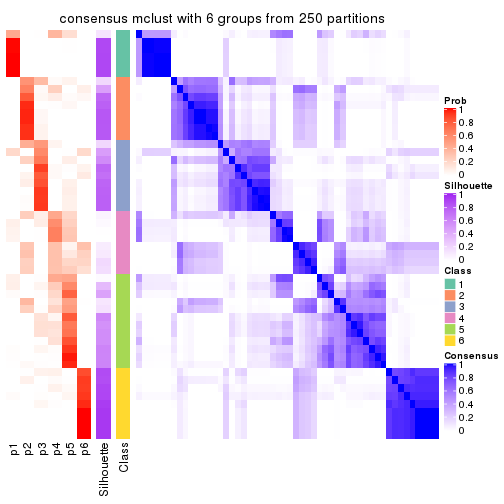 consensus mclust with 6 groups from 250 partitions
Prob
1
0.8
0.6
0.4
0.2
0
Silhouette
1
0.8
0.6
0.4
0.2
0
Class
1
2
3
4
5
6
Consensus
1
0.8
0.6
0.4
0.2
0
p1
p2
p3
p4
p5
p6
Silhouette
Class